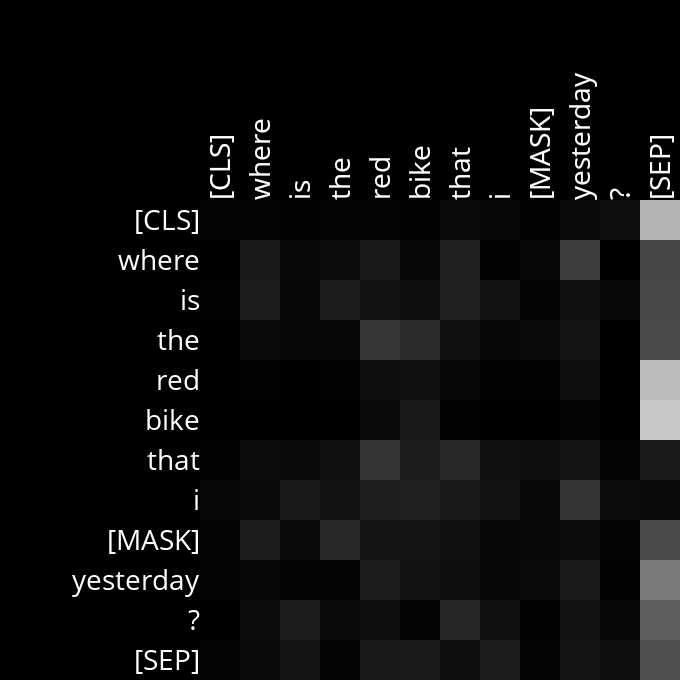 [CLS] where is the red bike that i [MASK] yesterday ? [SEP]
[CLS]
where
is
the
red
bike
that
i
[MASK]
yesterday
?
[SEP]